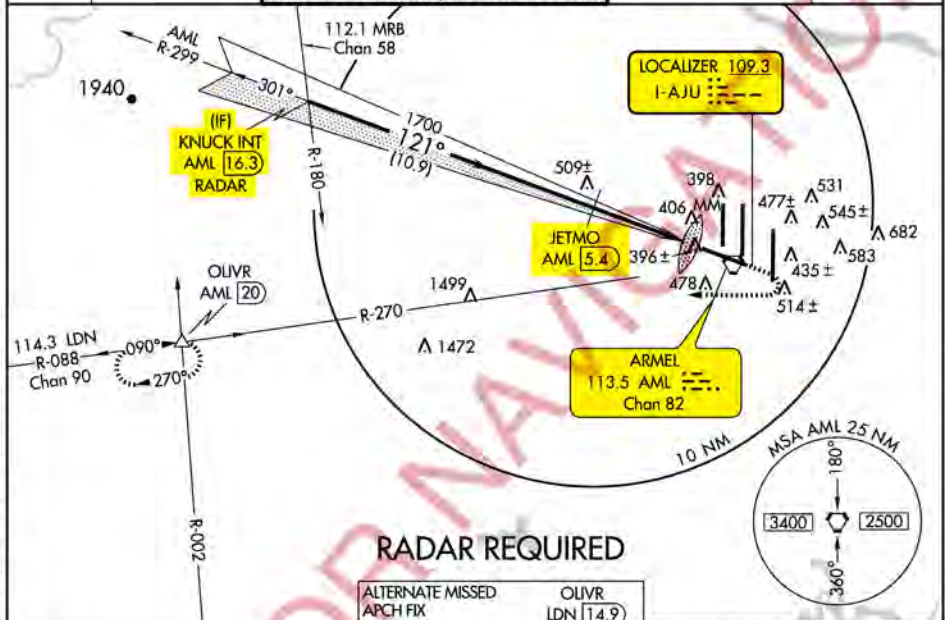 AML
R-299
112.1 MRB
Chan 58
1940
301°
1700
121°
(10.9)
(IF)
KNUCK INT
AML 16.3
RADAR
R-180
LOCALIZER 109.3
I-AJU
509±
398
406 MM
477±
531
545±
682
583
435±
396±
478
514±
JETMO
AML 5.4
OLIVR
AML 20
1499
R-270
1472
114.3 LDN
R-088
Chan 90
090°
270°
ARMEL
113.5 AML
Chan 82
10 NM
MSA AML 25 NM
180°
3400
2500
360°
R-002
RADAR REQUIRED
ALTERNATE MISSED
APCH FIX
OLIVR
LDN 14.9
OR NAVIGATIO